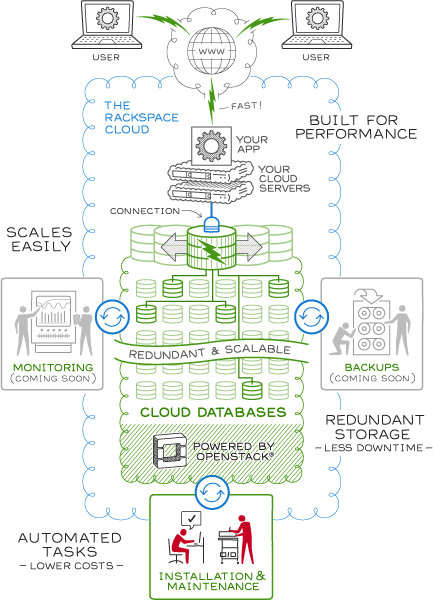 WWW
USER
USER
FAST!
THE
RACKSPACE
CLOUD
BUILT FOR
PERFORMANCE
YOUR
APP
YOUR
CLOUD
SERVERS
CONNECTION
SCALES
EASILY
MONITORING
(COMING SOON)
REDUNDANT & SCALABLE
BACKUPS
(COMING SOON)
CLOUD DATABASES
REDUNDANT
STORAGE
– LESS DOWNTIME –
POWERED BY
OPENSTACK®
AUTOMATED
TASKS
– LOWER COSTS –
INSTALLATION &
MAINTENANCE